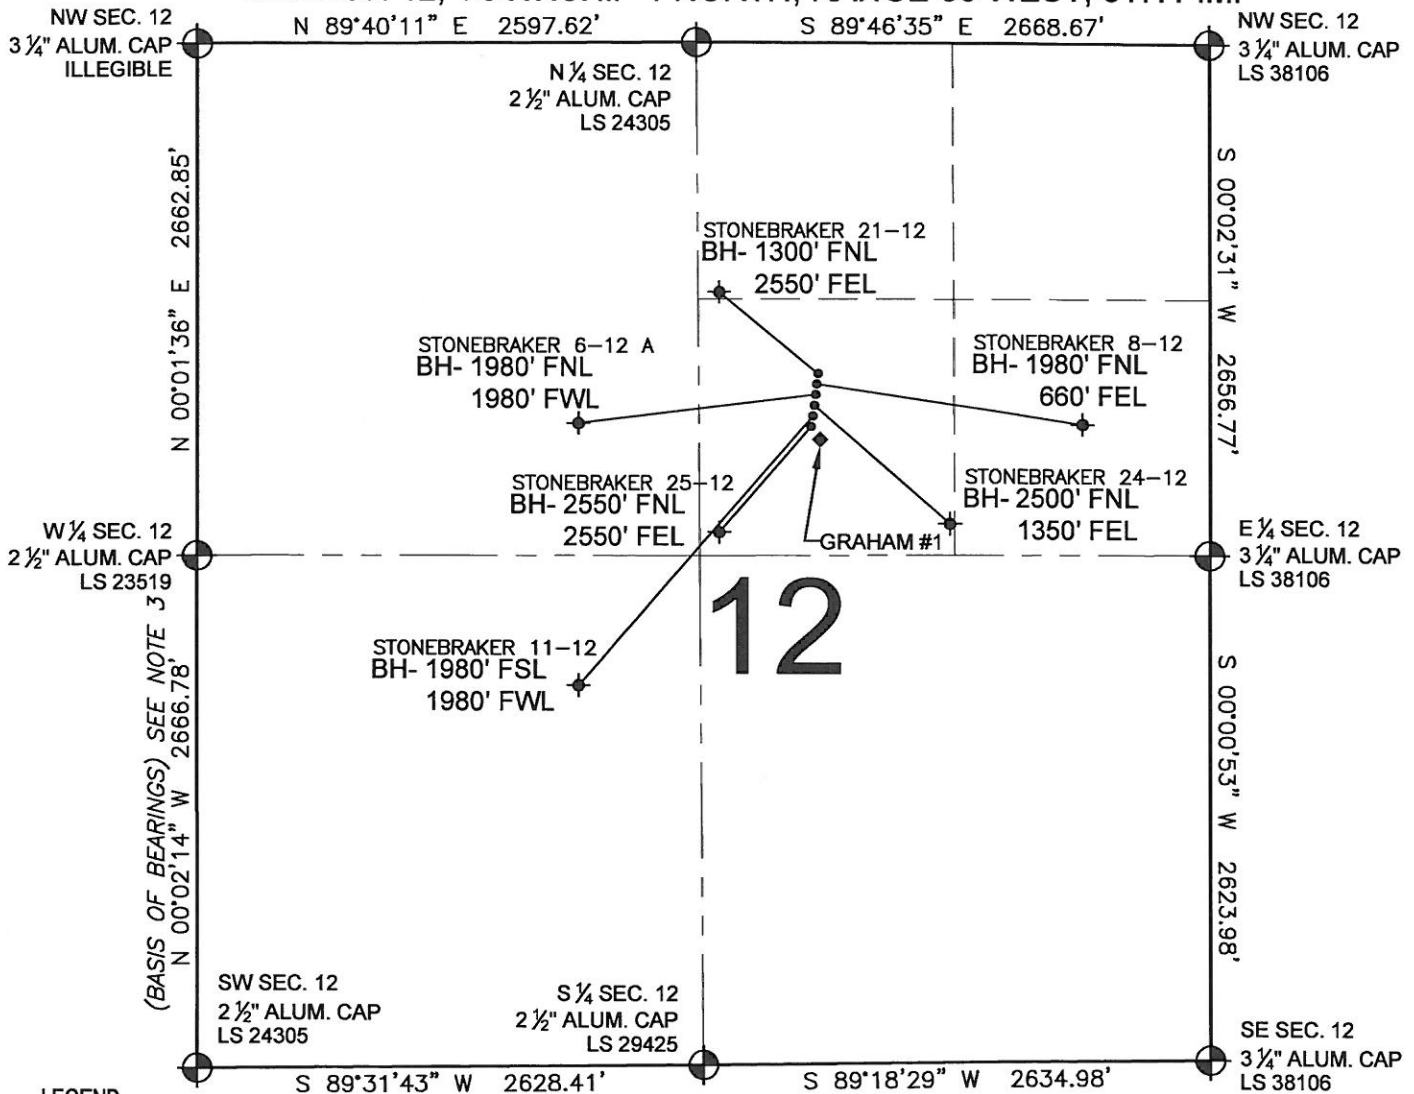 NW SEC. 12
3 ¼" ALUM. CAP
ILLEGIBLE
N 89°40'11" E 2597.62'
S 89°46'35" E 2668.67'
NW SEC. 12
3 ¼" ALUM. CAP
LS 38106
N ¼ SEC. 12
2 ½" ALUM. CAP
LS 24305
N 00°01'36" E 2662.85'
S 00°02'31" W 2656.77'
STONEBRAKER 21-12
BH- 1300' FNL
2550' FEL
STONEBRAKER 6-12 A
BH- 1980' FNL
1980' FWL
STONEBRAKER 8-12
BH- 1980' FNL
660' FEL
STONEBRAKER 25-12
BH- 2550' FNL
2550' FEL
STONEBRAKER 24-12
BH- 2500' FNL
1350' FEL
GRAHAM #1
W ¼ SEC. 12
2 ½" ALUM. CAP
LS 23519
E ¼ SEC. 12
3 ¼" ALUM. CAP
LS 38106
12
STONEBRAKER 11-12
BH- 1980' FSL
1980' FWL
(BASIS OF BEARINGS) SEE NOTE 3
N 00°02'14" W 2666.78'
S 00°00'53" W 2623.98'
SW SEC. 12
2 ½" ALUM. CAP
LS 24305
S ¼ SEC. 12
2 ½" ALUM. CAP
LS 29425
SE SEC. 12
3 ¼" ALUM. CAP
LS 38106
S 89°31'43" W 2628.41'
S 89°18'29" W 2634.98'
LEGEND